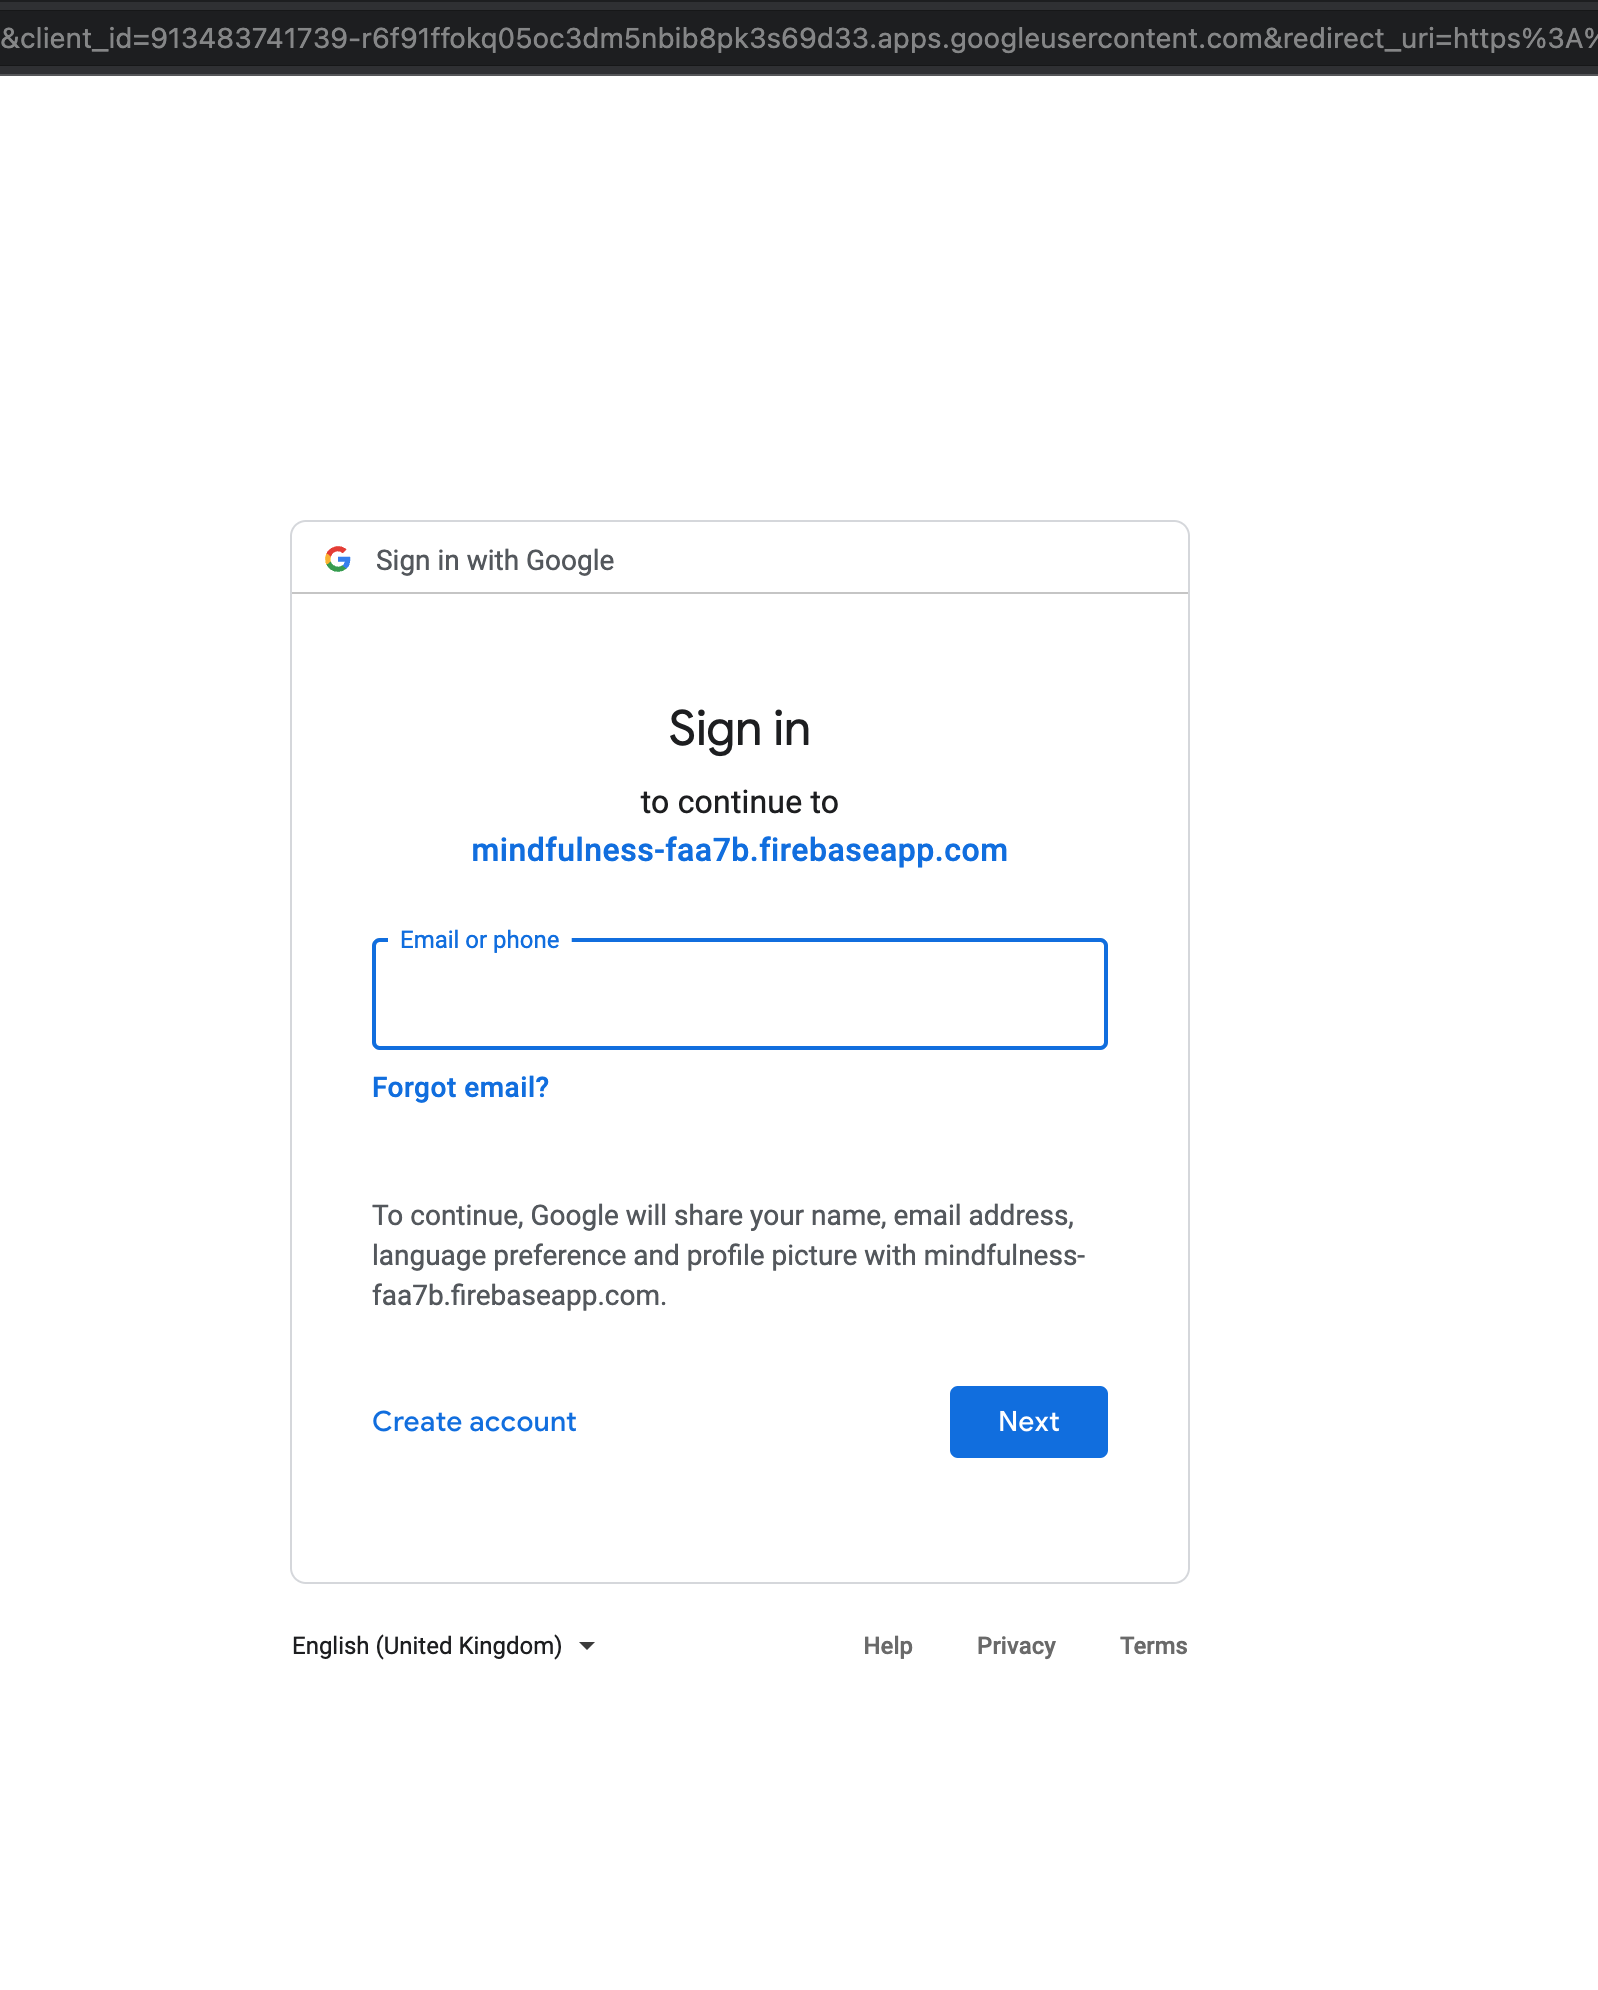 &client_id=913483741739-r6f91ffokq05oc3dm5nbib8pk3s69d33.apps.googleusercontent.com&redirect_uri=https%3A%
Sign in with Google
Sign in
to continue to
mindfulness-faa7b.firebaseapp.com
Email or phone
Forgot email?
To continue, Google will share your name, email address,
language preference and profile picture with mindfulness-
faa7b.firebaseapp.com.
Create account
Next
English (United Kingdom)
Help
Privacy
Terms